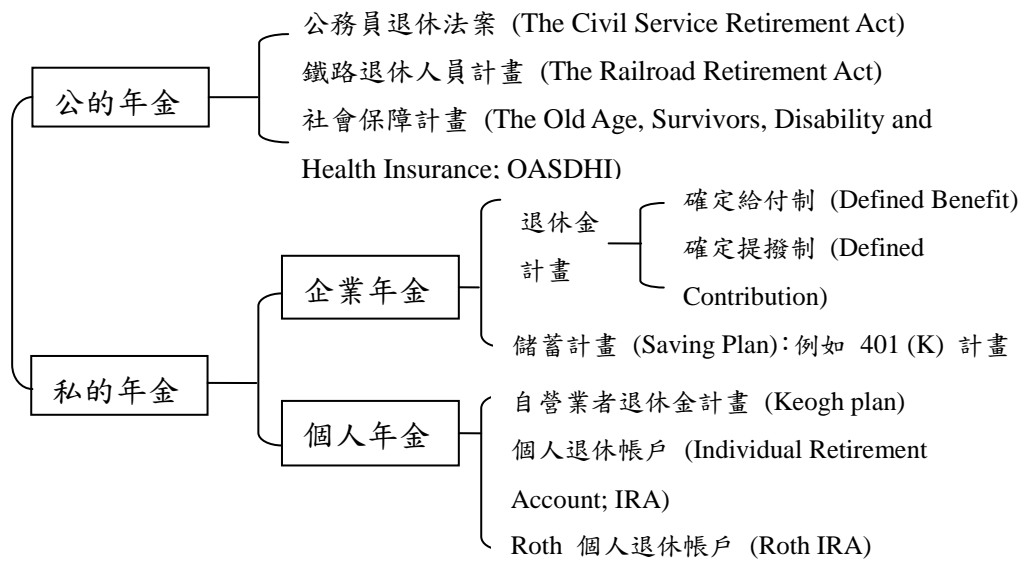 公務員退休法案 (The Civil Service Retirement Act)
鐵路退休人員計畫 (The Railroad Retirement Act)
公的年金
社會保障計畫 (The Old Age, Survivors, Disability and
Health Insurance; OASDHI)
退休金
計畫
確定給付制 (Defined Benefit)
確定提撥制 (Defined
Contribution)
企業年金
儲蓄計畫 (Saving Plan)：例如 401 (K) 計畫
私的年金
個人年金
自營業者退休金計畫 (Keogh plan)
個人退休帳戶 (Individual Retirement
Account; IRA)
Roth 個人退休帳戶 (Roth IRA)